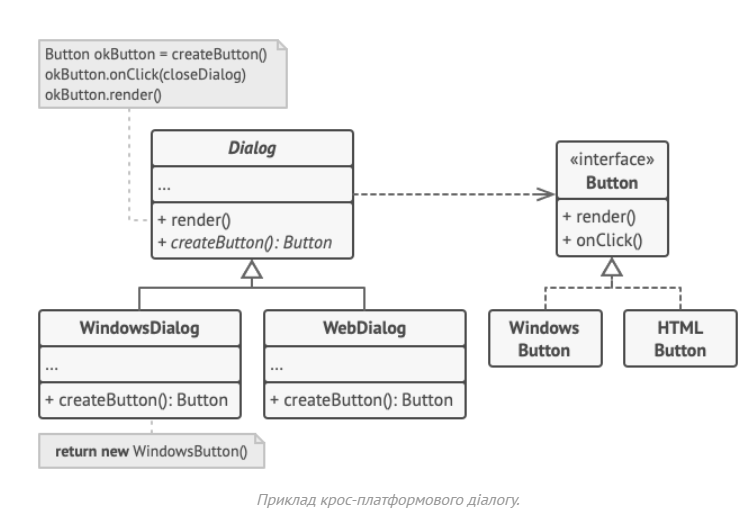 Button okButton = createButton()
okButton.onClick(closeDialog)
okButton.render()
Dialog
...
+ render()
+ createButton(): Button
«interface»
Button
+ render()
+ onClick()
WindowsDialog
...
+ createButton(): Button
WebDialog
...
+ createButton(): Button
Windows
Button
HTML
Button
return new WindowsButton()
Приклад крос-платформового діалогу.